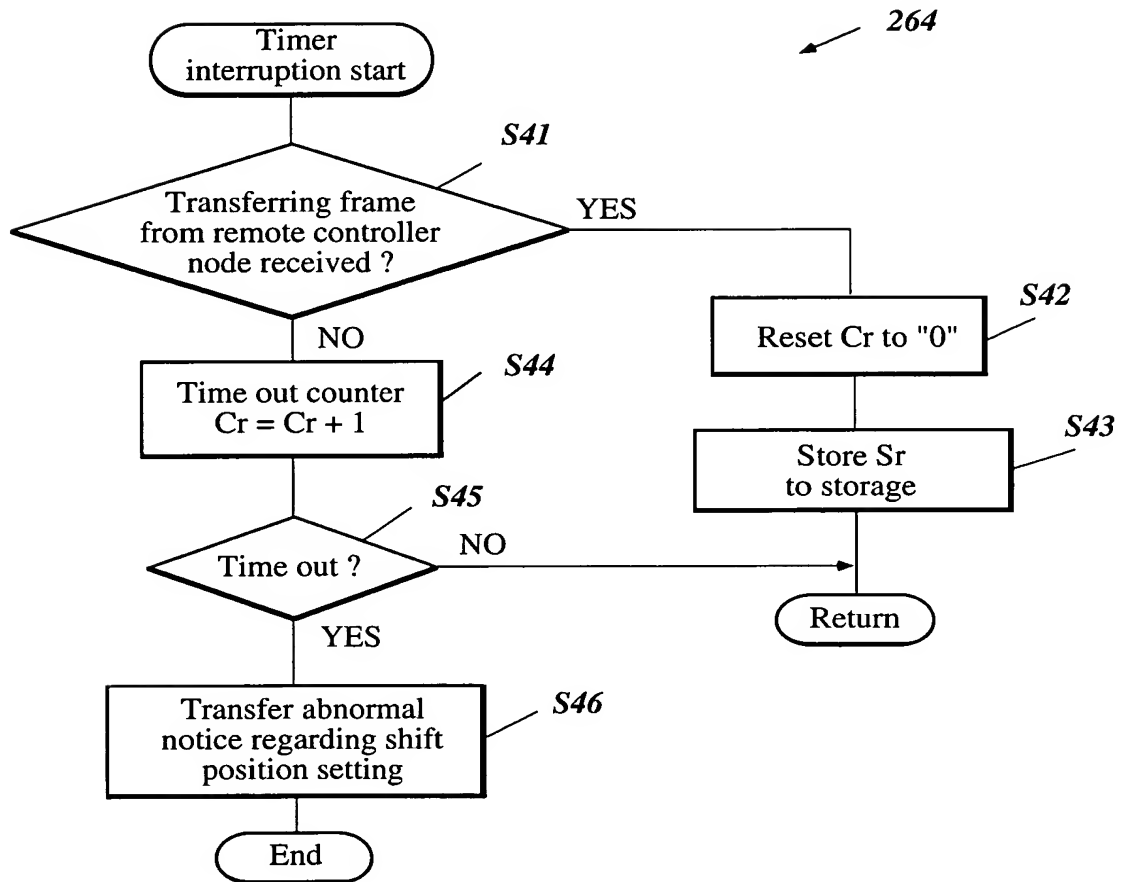 264
Timer
interruption start
S41
Transferring frame
from remote controller
node received ?
YES
NO
S42
Reset Cr to "0"
S44
Time out counter
Cr = Cr + 1
S43
Store Sr
to storage
S45
Time out ?
NO
YES
Return
S46
Transfer abnormal
notice regarding shift
position setting
End